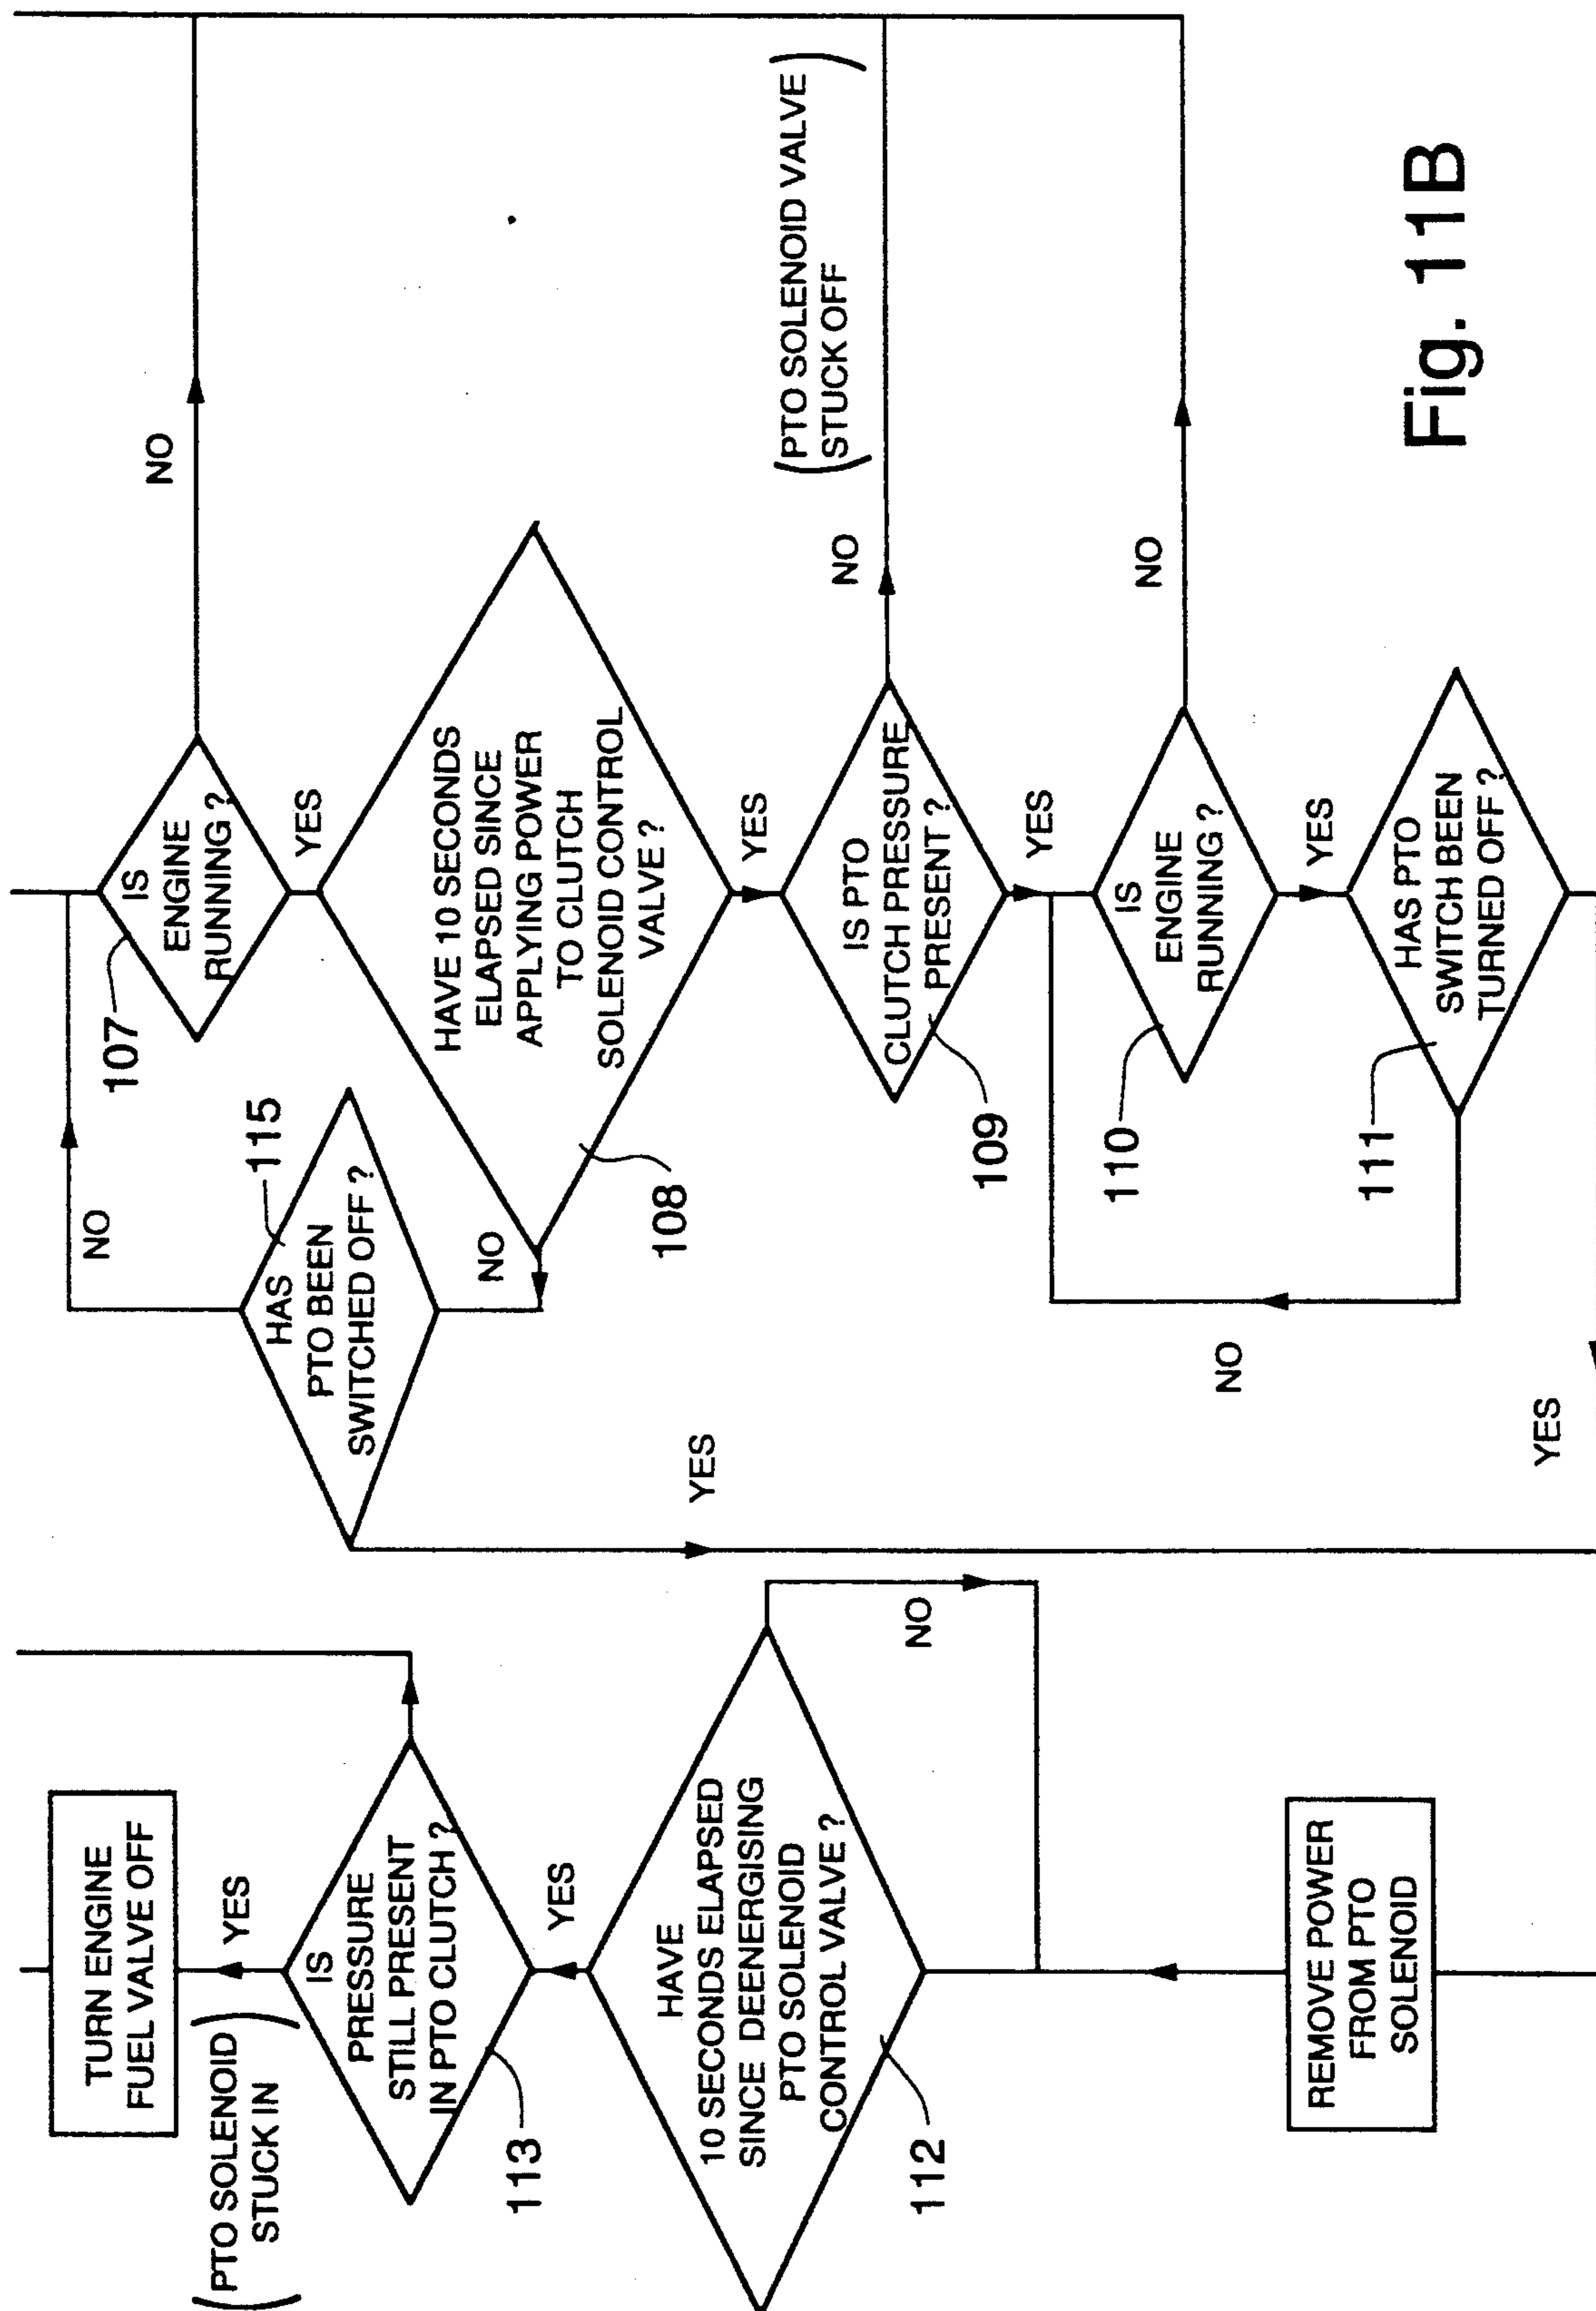 TURN ENGINE
FUEL VALVE OFF
(PTO SOLENOID
STUCK IN)
YES
IS
PRESSURE
STILL PRESENT
IN PTO CLUTCH ?
113
YES
HAVE
10 SECONDS ELAPSED
SINCE DEENERGISING
PTO SOLENOID
CONTROL VALVE ?
112
NO
REMOVE POWER
FROM PTO
SOLENOID
NO
115
HAS
PTO BEEN
SWITCHED OFF ?
YES
NO
107
IS
ENGINE
RUNNING ?
NO
YES
HAVE 10 SECONDS
ELAPSED SINCE
APPLYING POWER
TO CLUTCH
SOLENOID CONTROL
VALVE ?
108
YES
IS PTO
CLUTCH PRESSURE
PRESENT ?
109
NO
(PTO SOLENOID VALVE
STUCK OFF)
YES
IS
ENGINE
RUNNING ?
110
NO
YES
HAS PTO
SWITCH BEEN
TURNED OFF ?
111
NO
YES
Fig. 11B